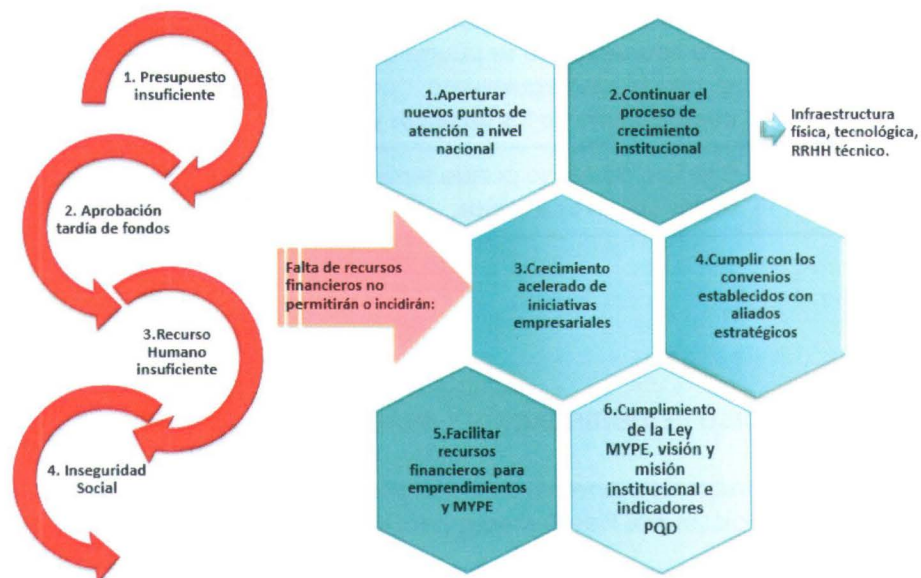 1. Presupuesto
insuficiente
2. Aprobación
tardía de fondos
3.Recurso
Humano
insuficiente
4. Inseguridad
Social
Falta de recursos
financieros no
permitirán o incidirán:
1.Aperturar
nuevos puntos de
atención a nivel
nacional
2.Continuar el
proceso de
crecimiento
institucional
Infraestructura
física, tecnológica,
RRHH técnico.
3.Crecimiento
acelerado de
iniciativas
empresariales
4.Cumplir con los
convenios
establecidos con
aliados
estratégicos
5.Facilitar
recursos
financieros para
emprendimientos
y MYPE
6.Cumplimiento
de la Ley
MYPE, visión y
misión
institucional e
indicadores
PQD